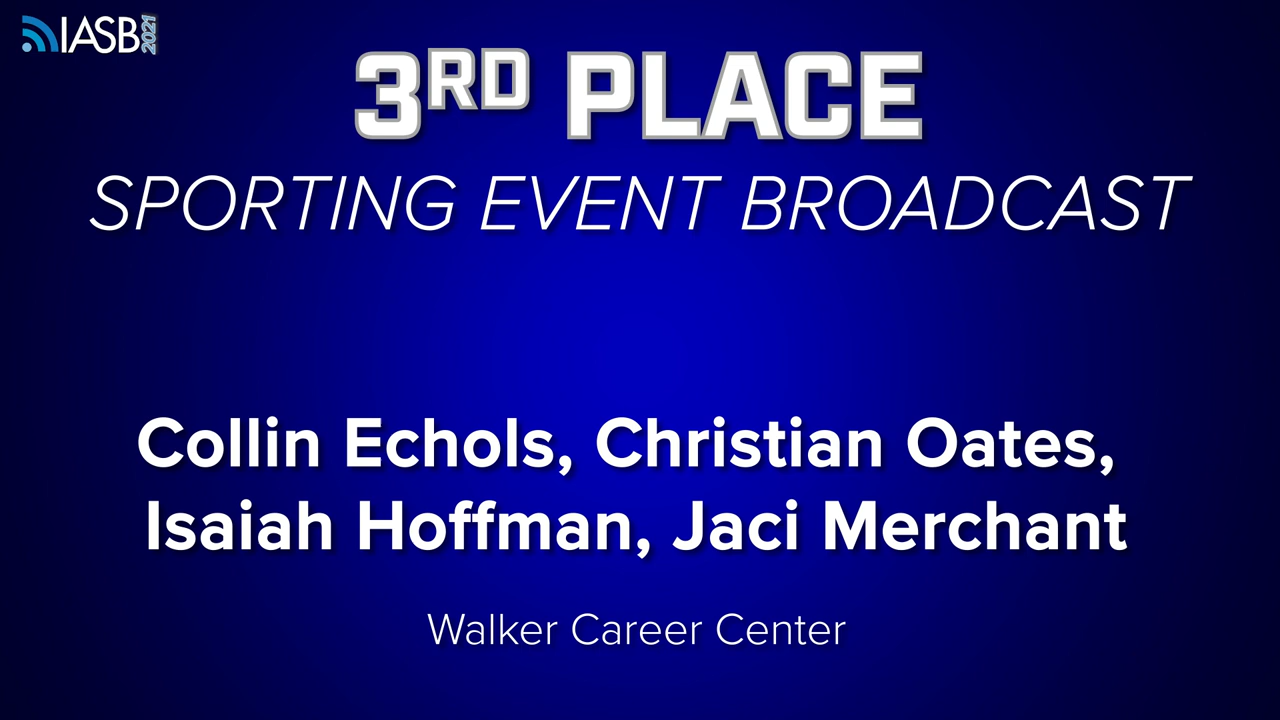 IASB 2021
3RD PLACE
SPORTING EVENT BROADCAST
Collin Echols, Christian Oates,
Isaiah Hoffman, Jaci Merchant
Walker Career Center